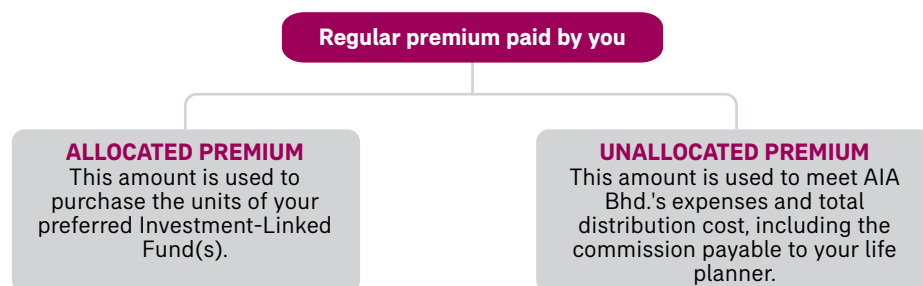 Regular premium paid by you
ALLOCATED PREMIUM
This amount is used to
purchase the units of your
preferred Investment-Linked
Fund(s).
UNALLOCATED PREMIUM
This amount is used to meet AIA
Bhd.'s expenses and total
distribution cost, including the
commission payable to your life
planner.